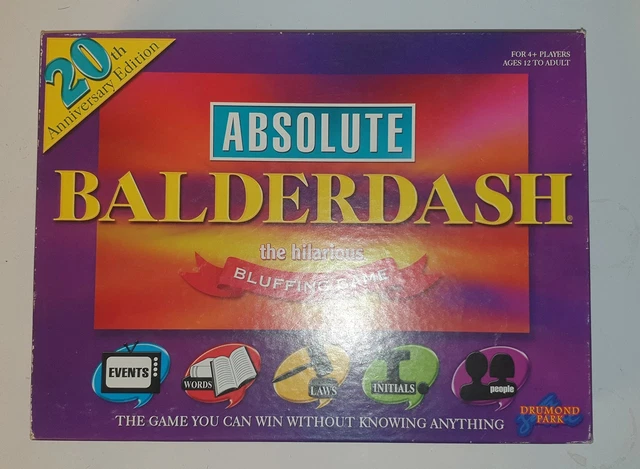 20th
Anniversary Edition
FOR 4+ PLAYERS
AGES 12 TO ADULT
ABSOLUTE
BALDERDASH®
the hilarious
BLUFFING GAME
EVENTS
WORDS
LAWS
INITIALS
people
THE GAME YOU CAN WIN WITHOUT KNOWING ANYTHING
DRUMOND
PARK